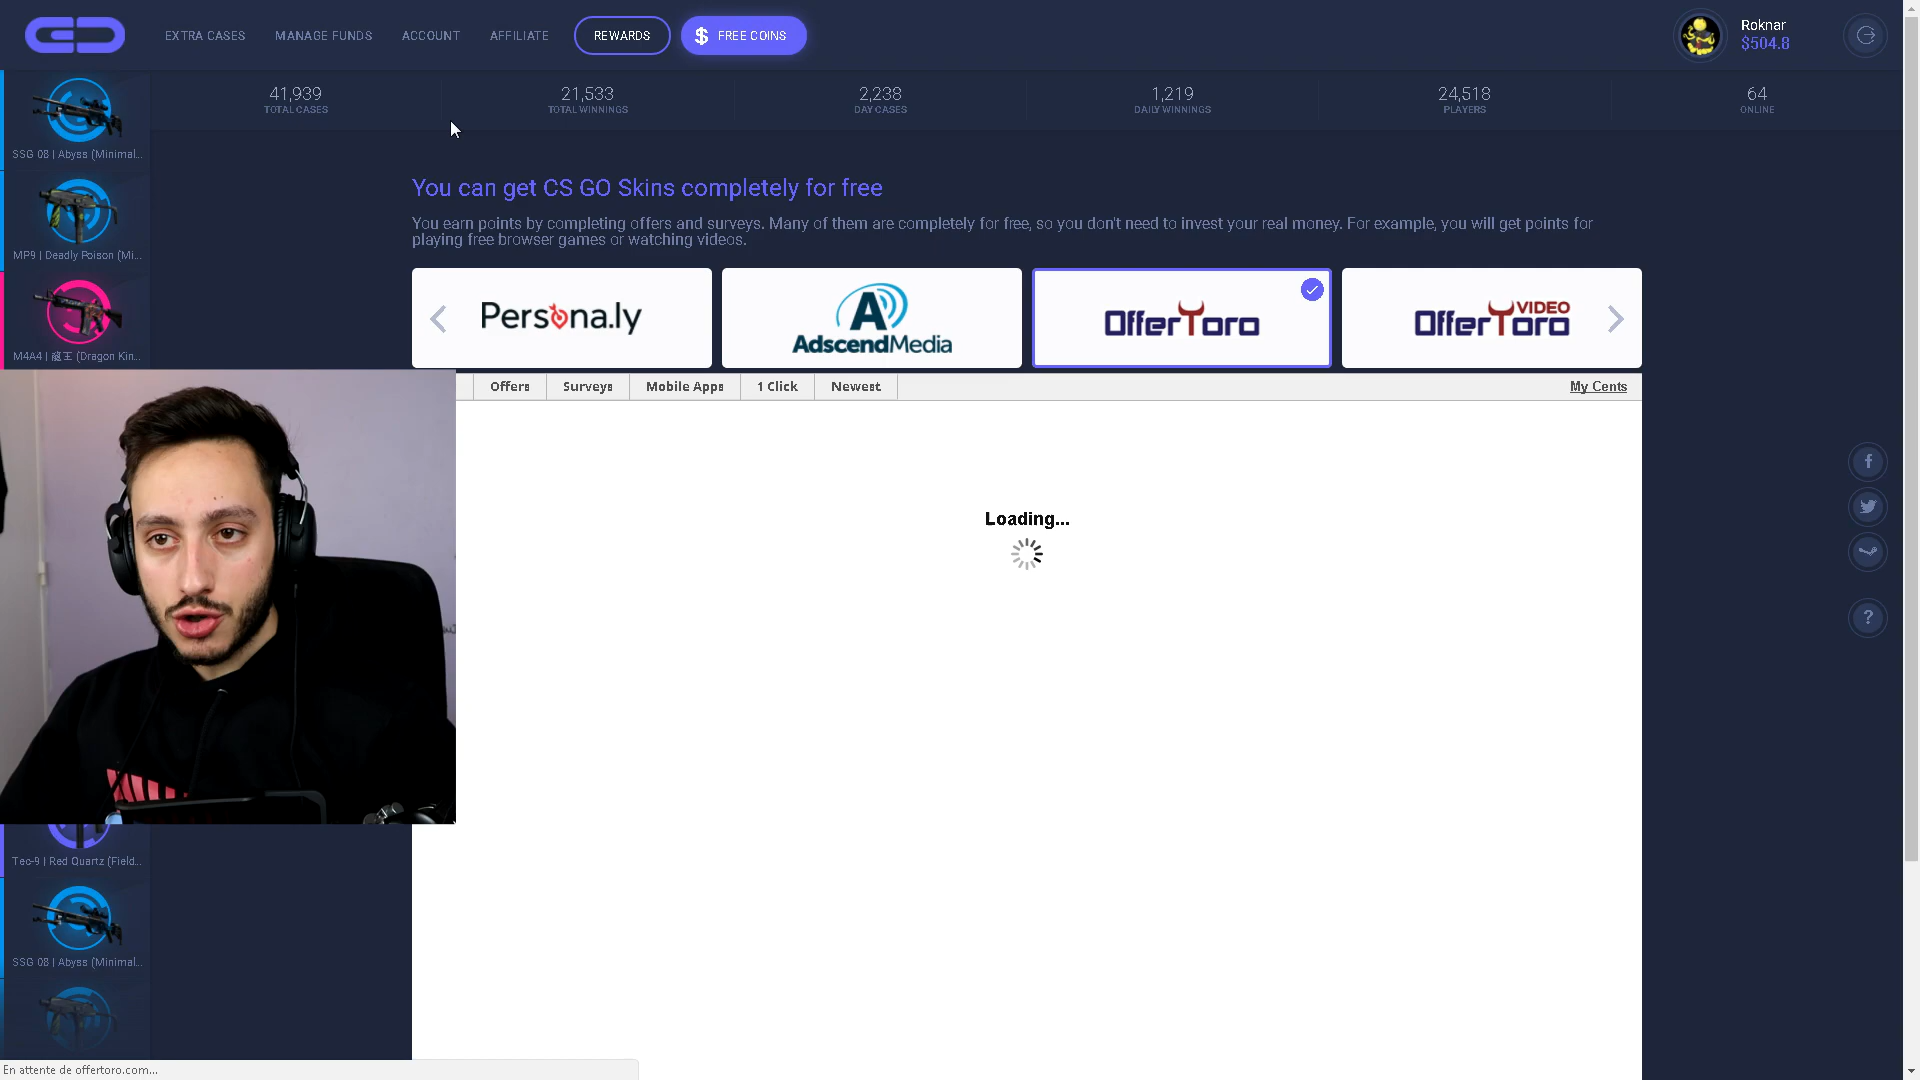 EXTRA CASES
MANAGE FUNDS
ACCOUNT
AFFILIATE
REWARDS
$ FREE COINS
Roknar
$504.8
41,939
TOTAL CASES
21,533
TOTAL WINNINGS
2,238
DAY CASES
1,219
DAILY WINNINGS
24,518
PLAYERS
64
ONLINE
SSG 08 | Abyss (Minimal...
MP9 | Deadly Poison (Mi...
M4A4 | 龍王 (Dragon Kin...
You can get CS GO Skins completely for free
You earn points by completing offers and surveys. Many of them are completely for free, so you don't need to invest your real money. For example, you will get points for
playing free browser games or watching videos.
Persona.ly
A
AdscendMedia
OfferToro
OfferToro VIDEO
Offers
Surveys
Mobile Apps
1 Click
Newest
My Cents
Loading...
?
Tec-9 | Red Quartz (Field...
SSG 08 | Abyss (Minimal...
En attente de offertoro.com...